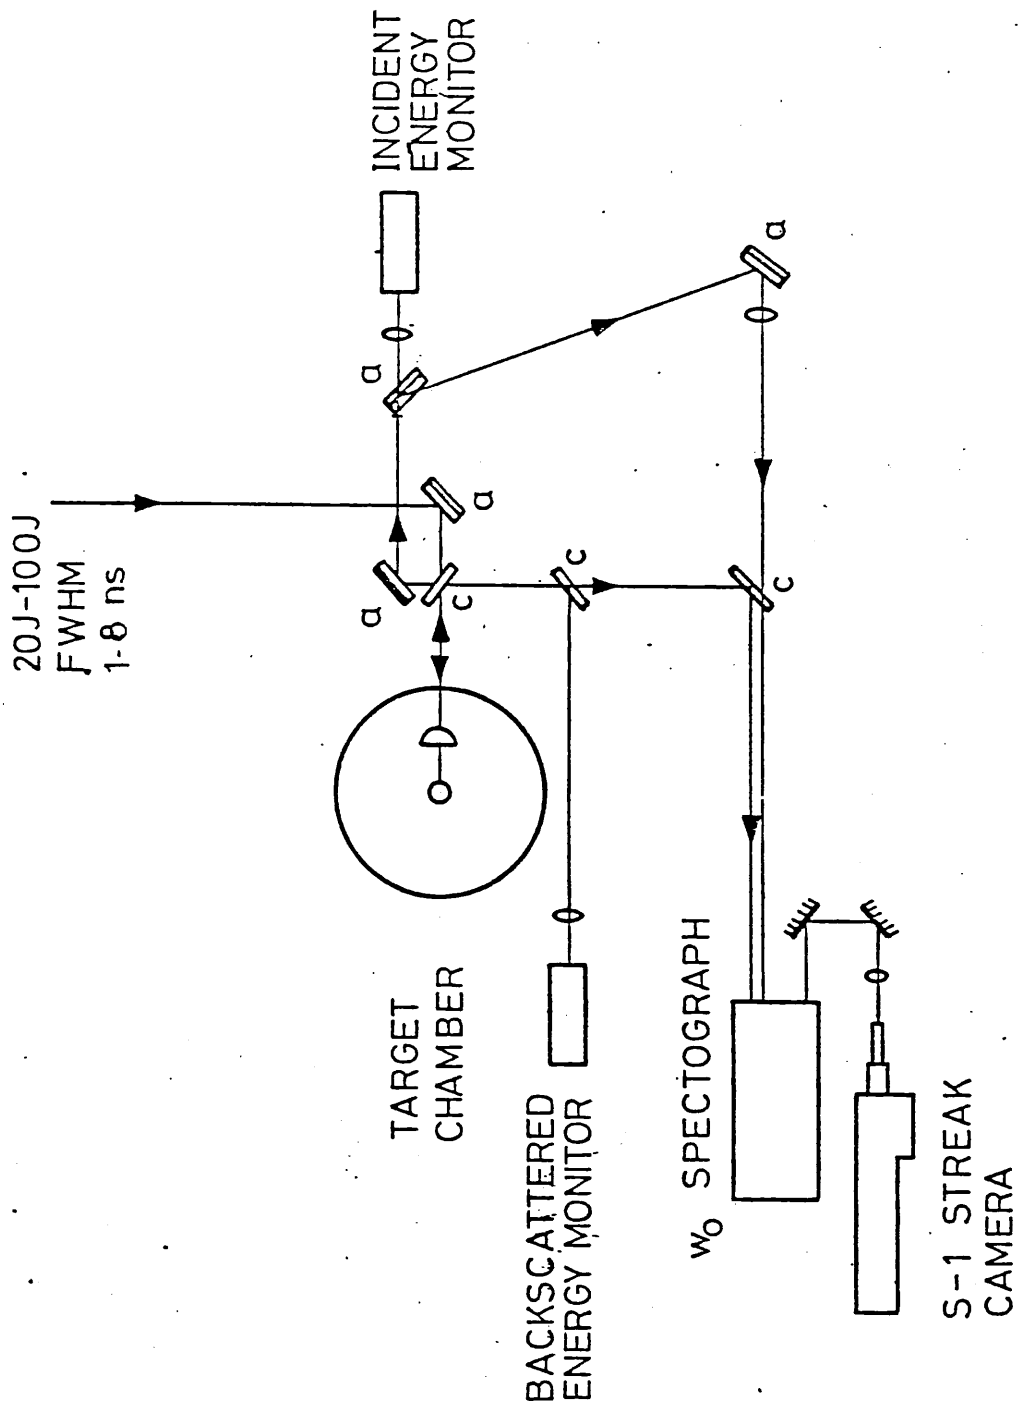 20J-100J
FWHM
1-8 ns
INCIDENT
ENERGY
MONITOR
a
a
a
a
c
c
c
TARGET
CHAMBER
BACKSCATTERED
ENERGY MONITOR
SPECTOGRAPH
W₀
S-1 STREAK
CAMERA